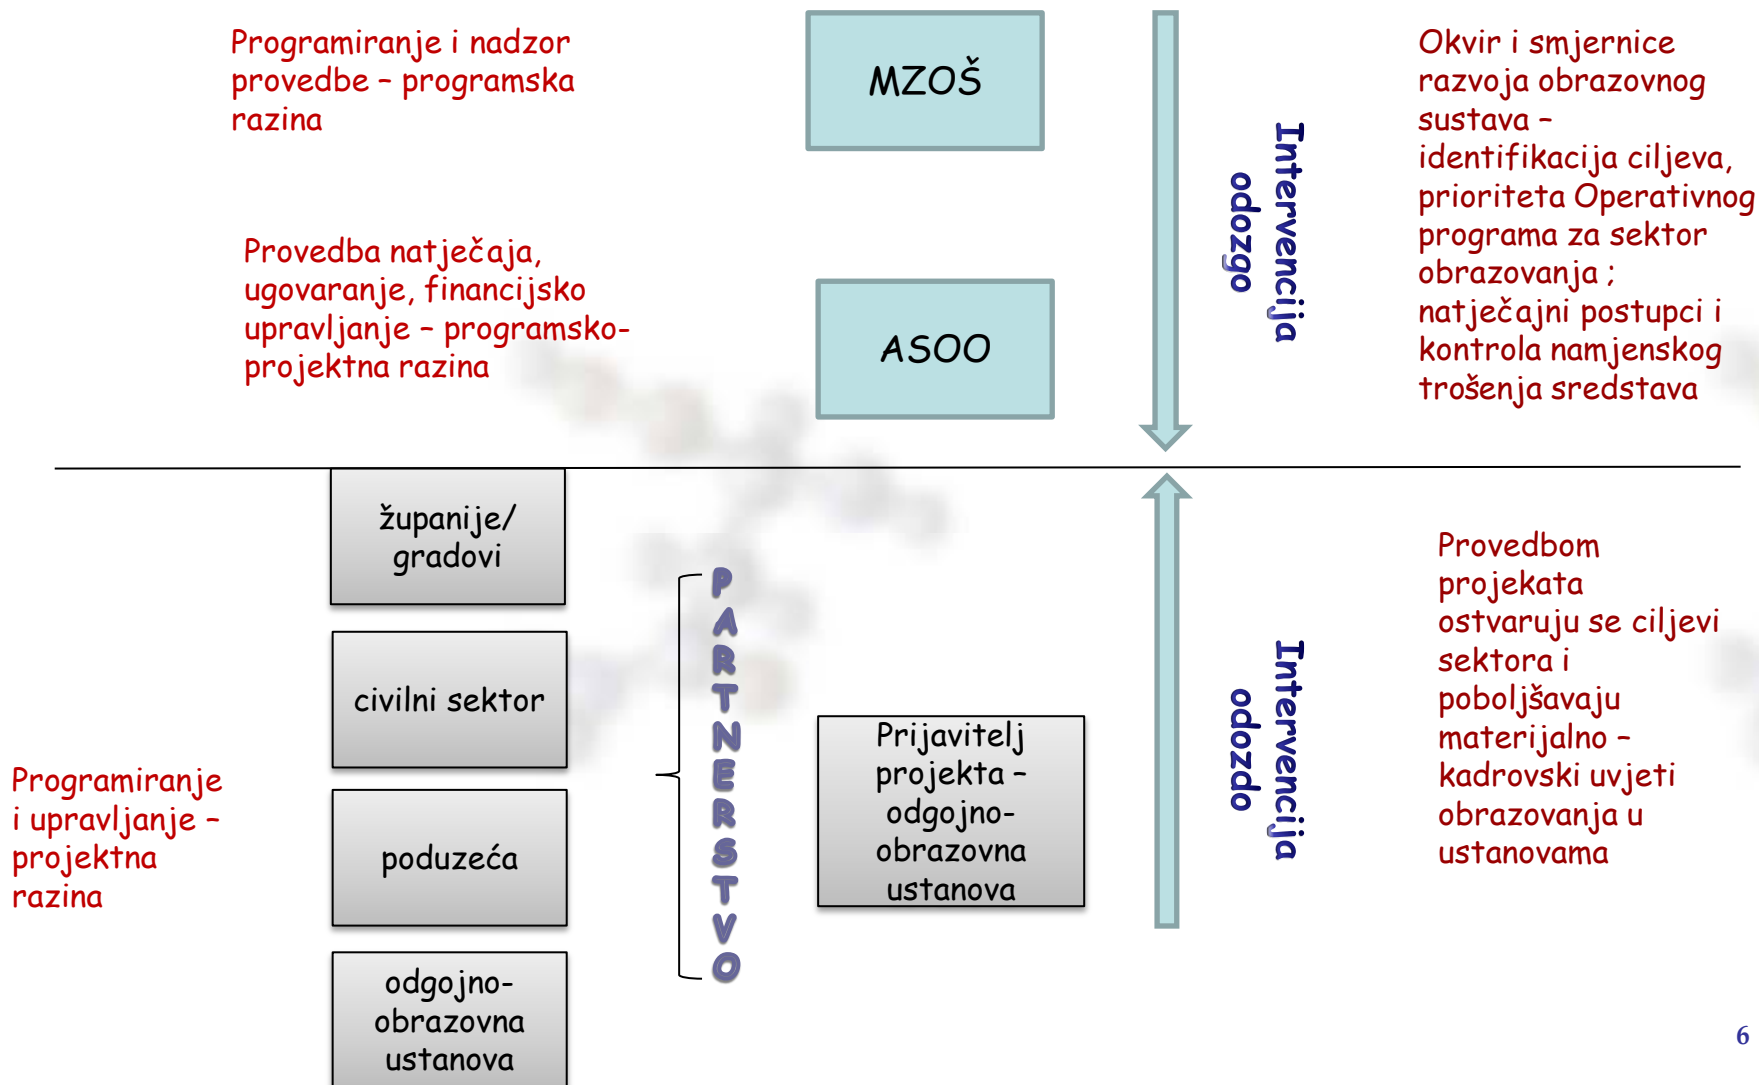 Programiranje i nadzor
provedbe – programska
razina
MZOŠ
Okvir i smjernice
razvoja obrazovnog
sustava –
identifikacija ciljeva,
prioriteta Operativnog
programa za sektor
obrazovanja ;
natječajni postupci i
kontrola namjenskog
trošenja sredstava
Intervencija
odozgo
Provedba natječaja,
ugovaranje, financijsko
upravljanje – programsko-
projektna razina
ASOO
županije/
gradovi
civilni sektor
poduzeća
odgojno-
obrazovna
ustanova
Programiranje
i upravljanje –
projektna
razina
P
A
R
T
N
E
R
S
T
V
O
Prijavitelj
projekta –
odgojno-
obrazovna
ustanova
Intervencija
odozdo
Provedbom
projekata
ostvaruju se ciljevi
sektora i
poboljšavaju
materijalno –
kadrovski uvjeti
obrazovanja u
ustanovama
6